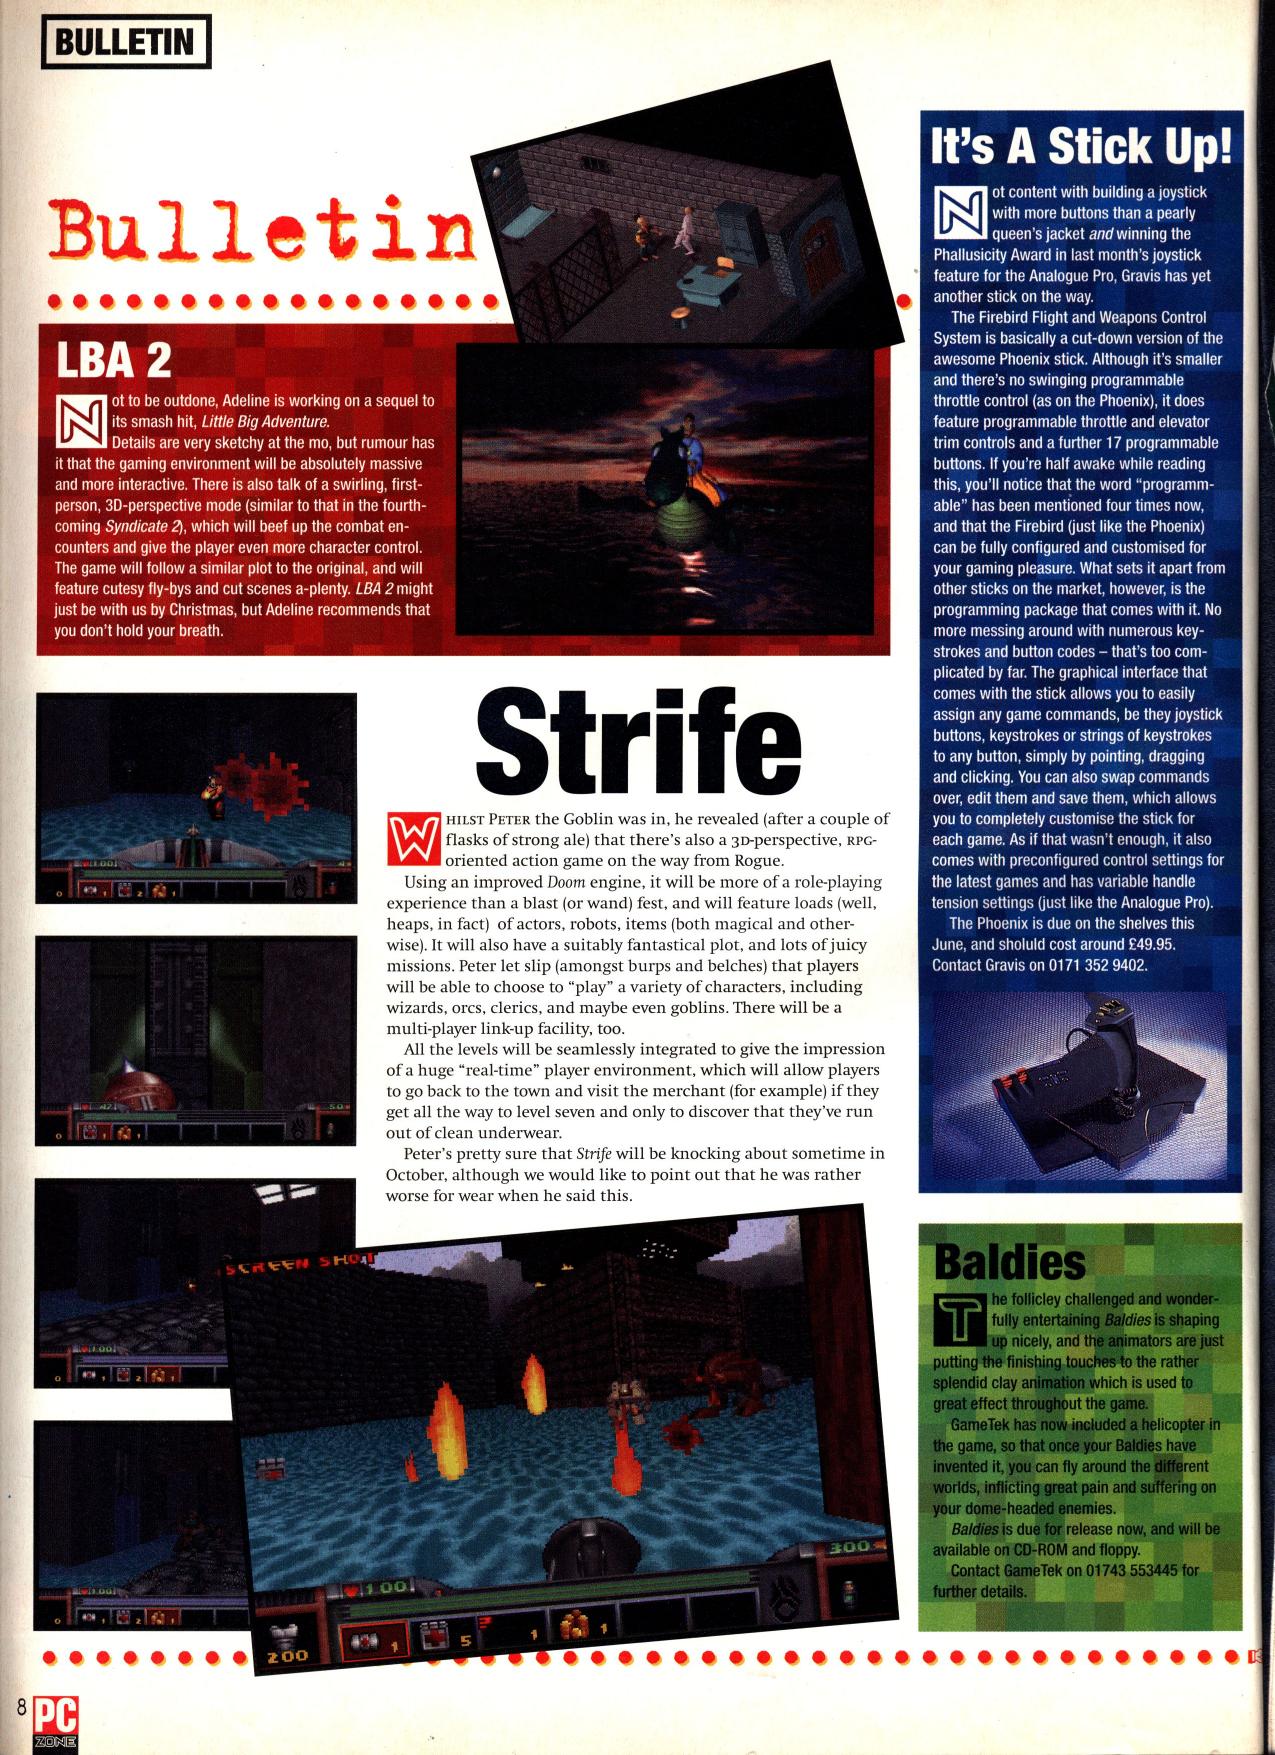 BULLETIN
Bulletin
LBA 2
Not to be outdone, Adeline is working on a sequel to
its smash hit, Little Big Adventure.
Details are very sketchy at the mo, but rumour has
it that the gaming environment will be absolutely massive
and more interactive. There is also talk of a swirling, first-
person, 3D-perspective mode (similar to that in the fourth-
coming Syndicate 2), which will beef up the combat en-
counters and give the player even more character control.
The game will follow a similar plot to the original, and will
feature cutesy fly-bys and cut scenes a-plenty. LBA 2 might
just be with us by Christmas, but Adeline recommends that
you don't hold your breath.
Strife
WHILST PETER the Goblin was in, he revealed (after a couple of
flasks of strong ale) that there's also a 3D-perspective, RPG-
oriented action game on the way from Rogue.
Using an improved Doom engine, it will be more of a role-playing
experience than a blast (or wand) fest, and will feature loads (well,
heaps, in fact) of actors, robots, items (both magical and other-
wise). It will also have a suitably fantastical plot, and lots of juicy
missions. Peter let slip (amongst burps and belches) that players
will be able to choose to “play” a variety of characters, including
wizards, orcs, clerics, and maybe even goblins. There will be a
multi-player link-up facility, too.
All the levels will be seamlessly integrated to give the impression
of a huge “real-time” player environment, which will allow players
to go back to the town and visit the merchant (for example) if they
get all the way to level seven and only to discover that they've run
out of clean underwear.
Peter's pretty sure that Strife will be knocking about sometime in
October, although we would like to point out that he was rather
worse for wear when he said this.
SCREEN SHOT
100
300
200
1
5
1
1
It's A Stick Up!
Not content with building a joystick
with more buttons than a pearly
queen's jacket and winning the
Phallusicity Award in last month's joystick
feature for the Analogue Pro, Gravis has yet
another stick on the way.
The Firebird Flight and Weapons Control
System is basically a cut-down version of the
awesome Phoenix stick. Although it's smaller
and there's no swinging programmable
throttle control (as on the Phoenix), it does
feature programmable throttle and elevator
trim controls and a further 17 programmable
buttons. If you're half awake while reading
this, you'll notice that the word “programm-
able” has been mentioned four times now,
and that the Firebird (just like the Phoenix)
can be fully configured and customised for
your gaming pleasure. What sets it apart from
other sticks on the market, however, is the
programming package that comes with it. No
more messing around with numerous key-
strokes and button codes – that's too com-
plicated by far. The graphical interface that
comes with the stick allows you to easily
assign any game commands, be they joystick
buttons, keystrokes or strings of keystrokes
to any button, simply by pointing, dragging
and clicking. You can also swap commands
over, edit them and save them, which allows
you to completely customise the stick for
each game. As if that wasn't enough, it also
comes with preconfigured control settings for
the latest games and has variable handle
tension settings (just like the Analogue Pro).
The Phoenix is due on the shelves this
June, and sholuld cost around £49.95.
Contact Gravis on 0171 352 9402.
Baldies
The follicley challenged and wonder-
fully entertaining Baldies is shaping
up nicely, and the animators are just
putting the finishing touches to the rather
splendid clay animation which is used to
great effect throughout the game.
GameTek has now included a helicopter in
the game, so that once your Baldies have
invented it, you can fly around the different
worlds, inflicting great pain and suffering on
your dome-headed enemies.
Baldies is due for release now, and will be
available on CD-ROM and floppy.
Contact GameTek on 01743 553445 for
further details.
8
PC
ZONE